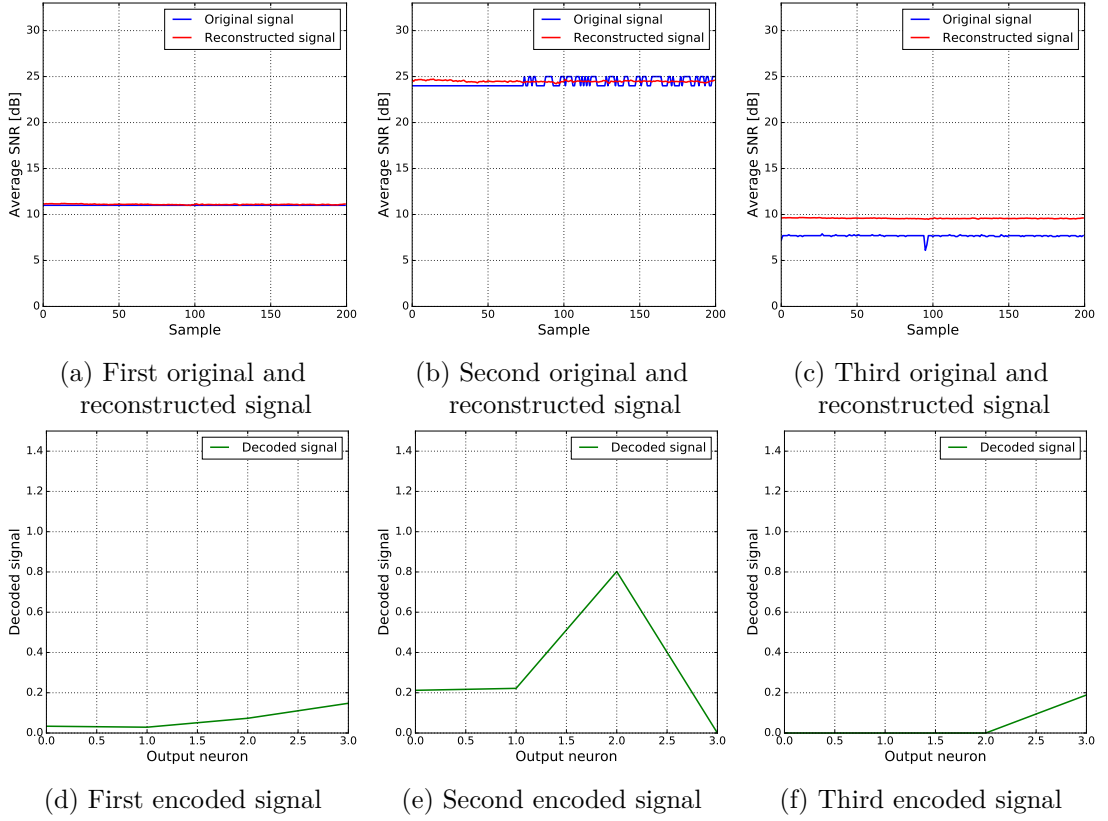 Original signal
Reconstructed signal
30
25
20
15
10
5
0
Average SNR [dB]
0 50 100 150 200
Sample
(a) First original and
reconstructed signal
Original signal
Reconstructed signal
30
25
20
15
10
5
0
Average SNR [dB]
0 50 100 150 200
Sample
(b) Second original and
reconstructed signal
Original signal
Reconstructed signal
30
25
20
15
10
5
0
Average SNR [dB]
0 50 100 150 200
Sample
(c) Third original and
reconstructed signal
Decoded signal
1.4
1.2
1.0
0.8
0.6
0.4
0.2
0.0
Decoded signal
0.0 0.5 1.0 1.5 2.0 2.5 3.0
Output neuron
(d) First encoded signal
Decoded signal
1.4
1.2
1.0
0.8
0.6
0.4
0.2
0.0
Decoded signal
0.0 0.5 1.0 1.5 2.0 2.5 3.0
Output neuron
(e) Second encoded signal
Decoded signal
1.4
1.2
1.0
0.8
0.6
0.4
0.2
0.0
Decoded signal
0.0 0.5 1.0 1.5 2.0 2.5 3.0
Output neuron
(f) Third encoded signal